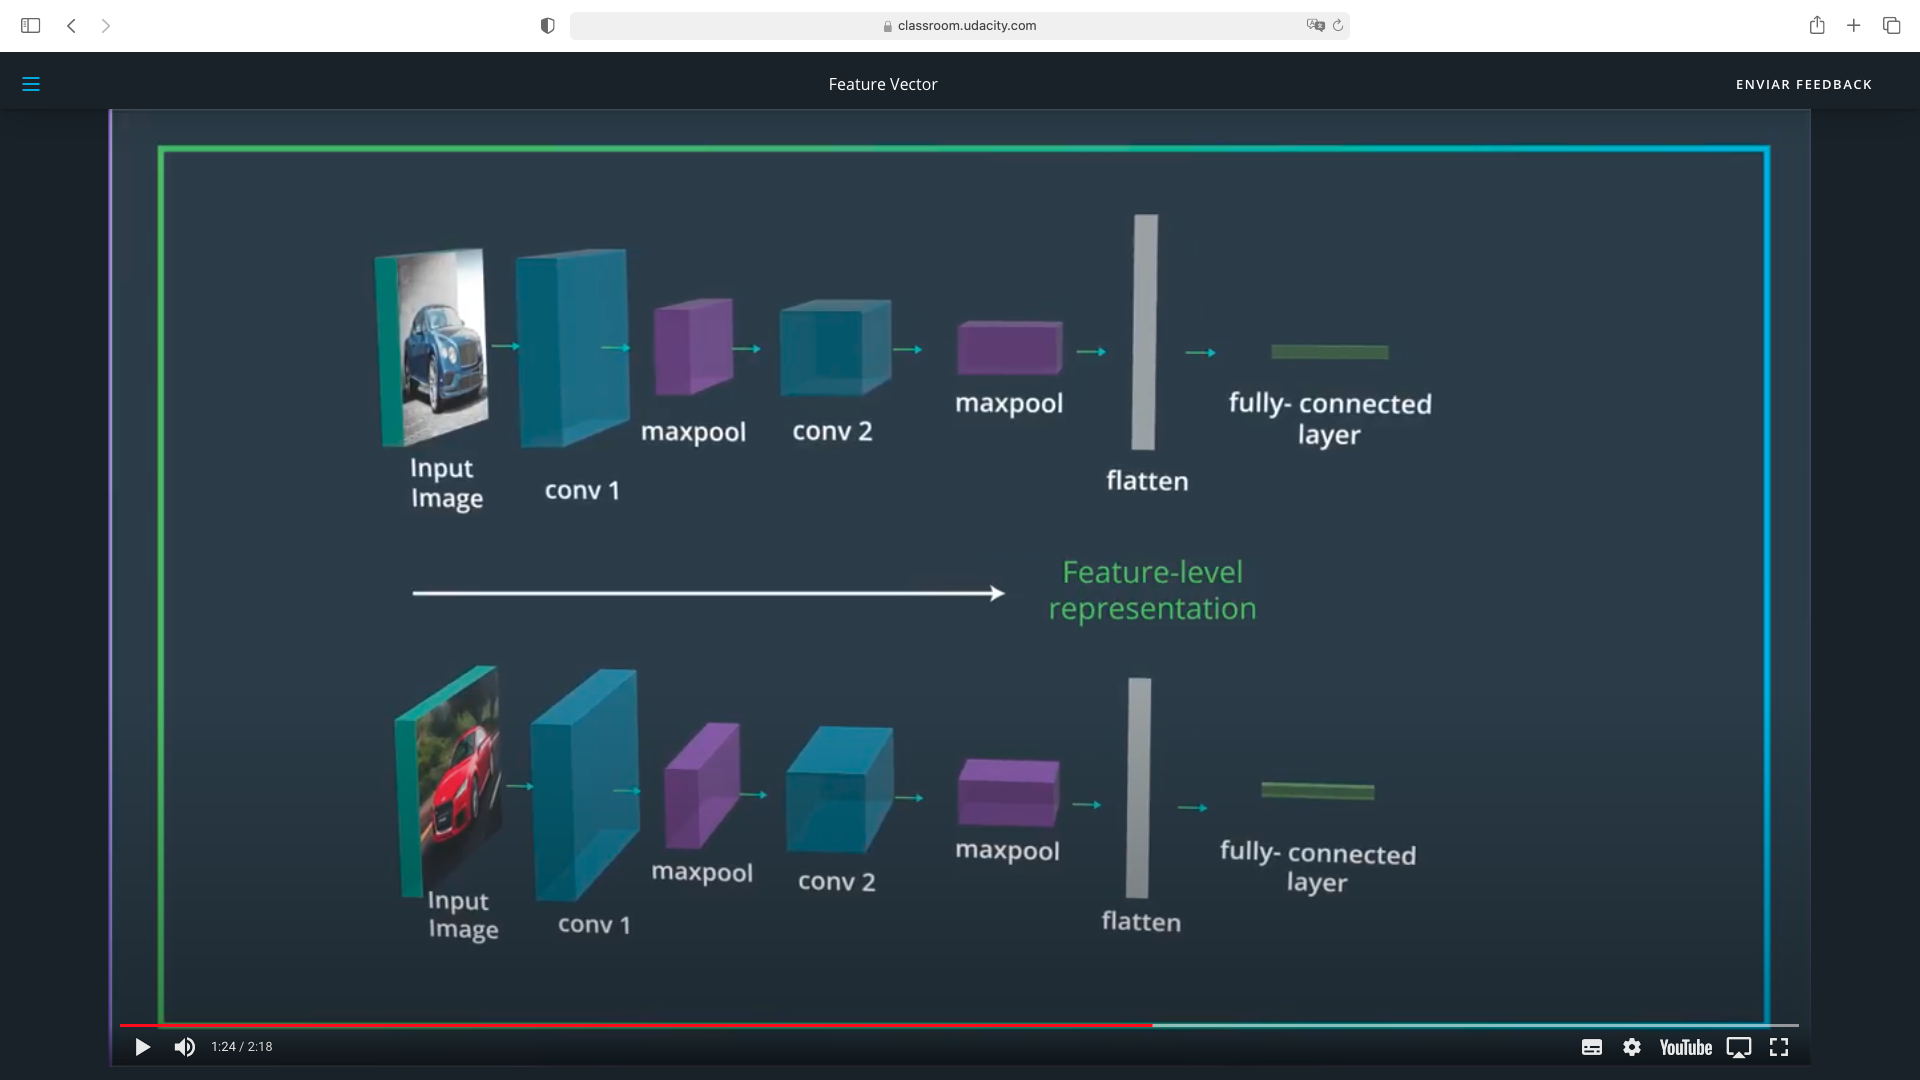 classroom.udacity.com
Feature Vector
ENVIAR FEEDBACK
Input
Image
conv 1
maxpool
conv 2
maxpool
flatten
fully- connected
layer
Feature-level
representation
Input
Image
conv 1
maxpool
conv 2
maxpool
flatten
fully- connected
layer
1:24 / 2:18
YouTube